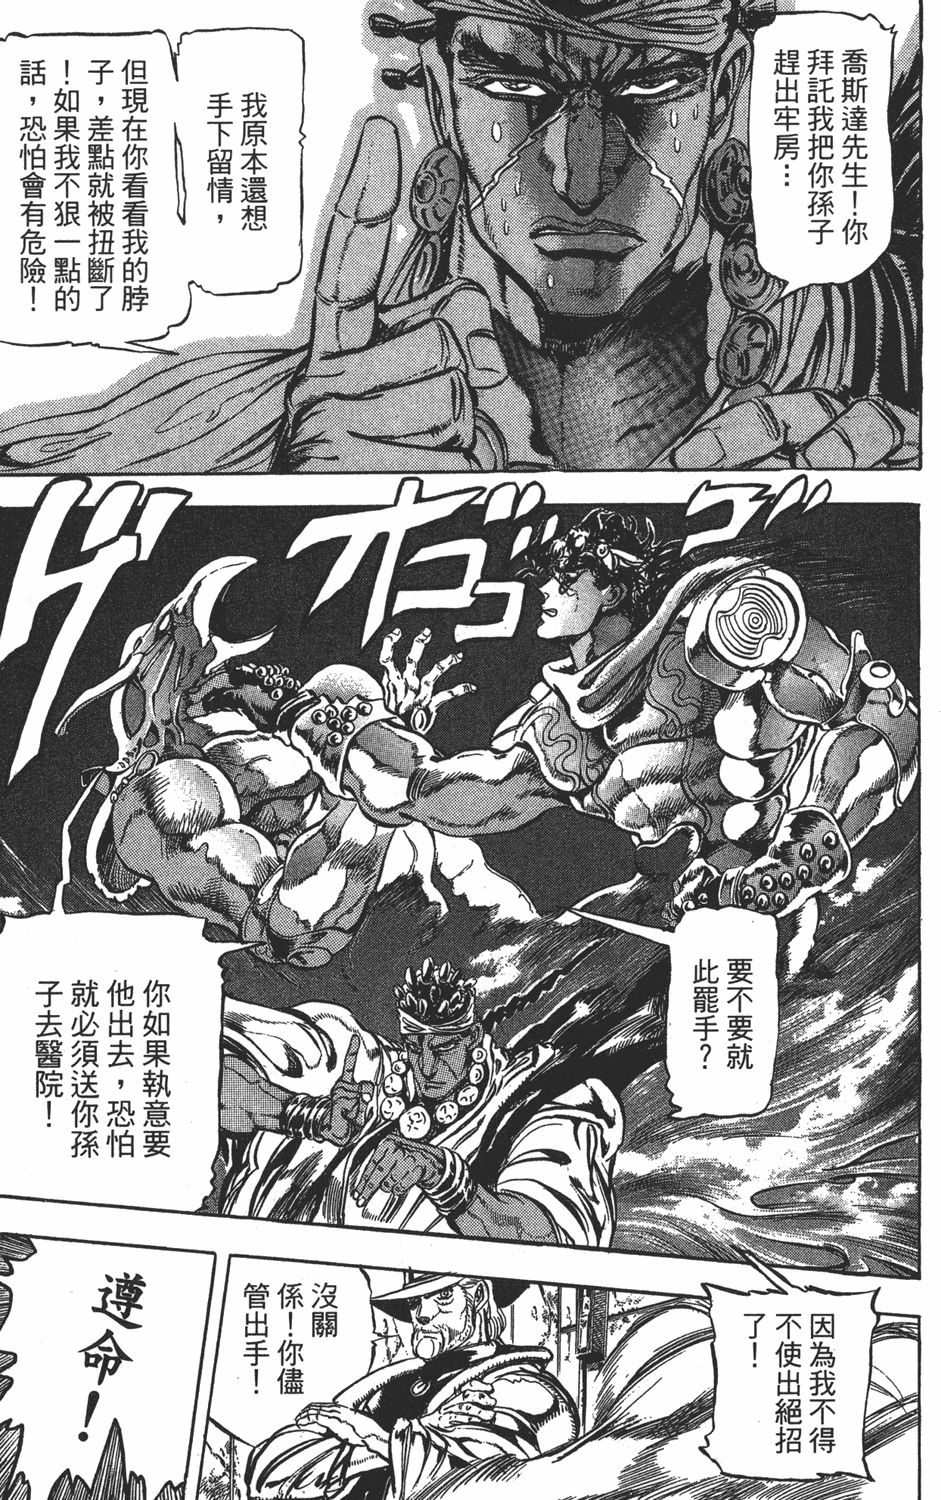 喬斯達先生！你
拜託我把你孫子
趕出牢房…
我原本還想
手下留情，
但現在你看看我的脖
子，差點就被扭斷了
！如果我不狠一點的
話，恐怕會有危險！
ゴゴゴゴ
ド
要不要就
此罷手？
你如果執意要
他出去，恐怕
就必須送你孫
子去醫院！
因為我不得
不使出絕招
了！
沒關
係！你儘
管出手！
遵命！